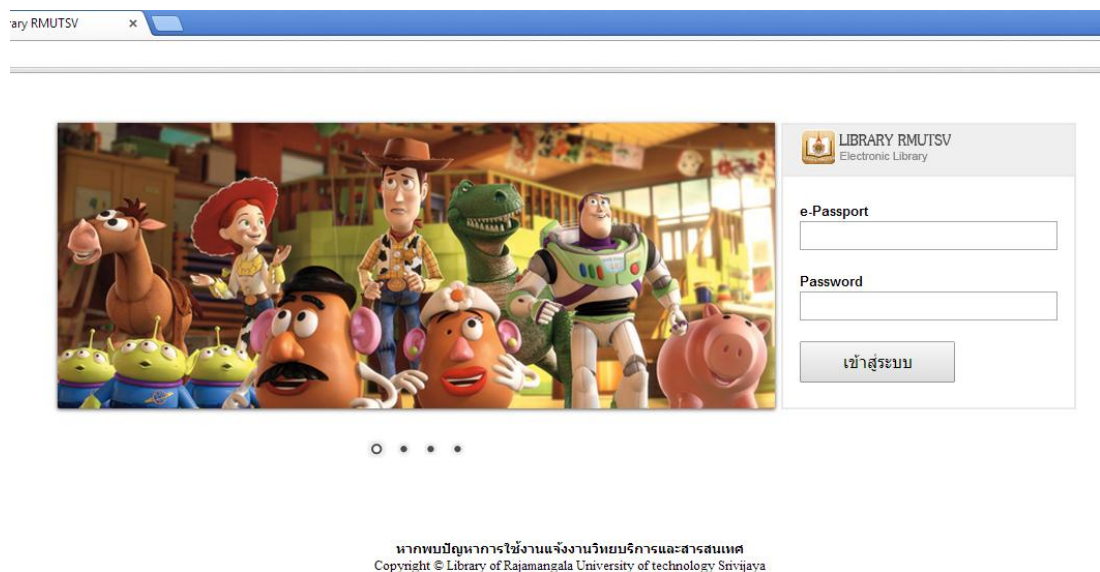 rary RMUTSV
LIBRARY RMUTSV
Electronic Library
e-Passport
Password
เข้าสู่ระบบ
หากพบปัญหาการใช้งานแจ้งงานวิทยบริการและสารสนเทศ
Copyright © Library of Rajamangala University of technology Srivijaya